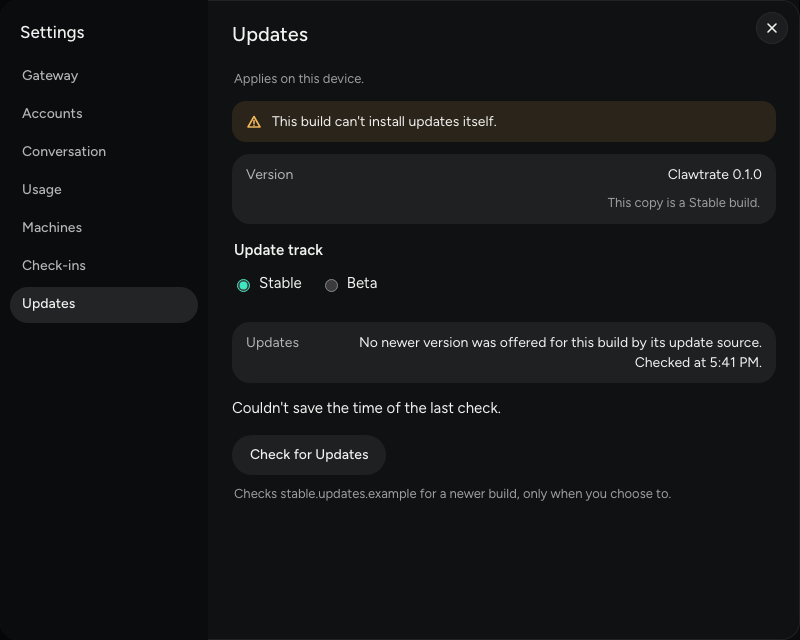 Settings
Gateway
Accounts
Conversation
Usage
Machines
Check-ins
Updates
Updates
Applies on this device.
This build can't install updates itself.
Version
Clawtrate 0.1.0
This copy is a Stable build.
Update track
Stable
Beta
Updates
No newer version was offered for this build by its update source.
Checked at 5:41 PM.
Couldn't save the time of the last check.
Check for Updates
Checks stable.updates.example for a newer build, only when you choose to.